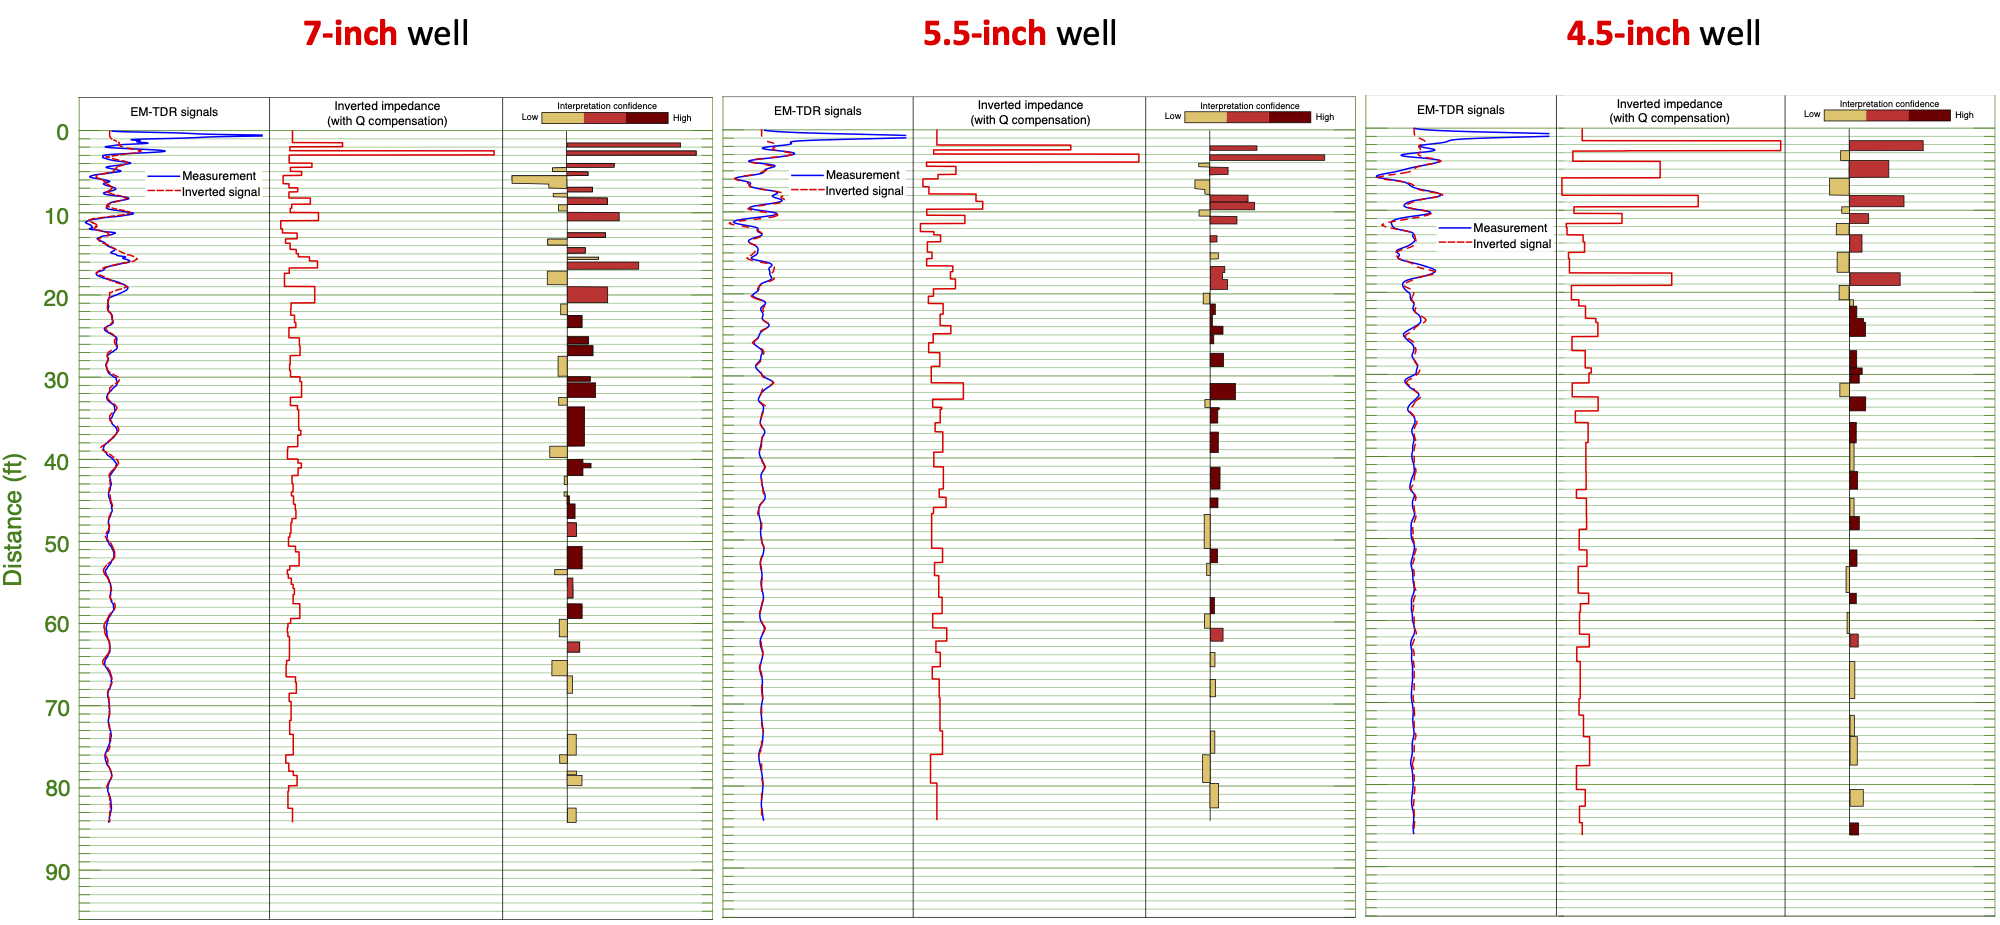 7-inch well
5.5-inch well
4.5-inch well
EM-TDR signals
Inverted impedance
(with Q compensation)
Interpretation confidence
Low
High
Measurement
Inverted signal
EM-TDR signals
Inverted impedance
(with Q compensation)
Interpretation confidence
Low
High
Measurement
Inverted signal
EM-TDR signals
Inverted impedance
(with Q compensation)
Interpretation confidence
Low
High
Measurement
Inverted signal
Distance (ft)
0
10
20
30
40
50
60
70
80
90